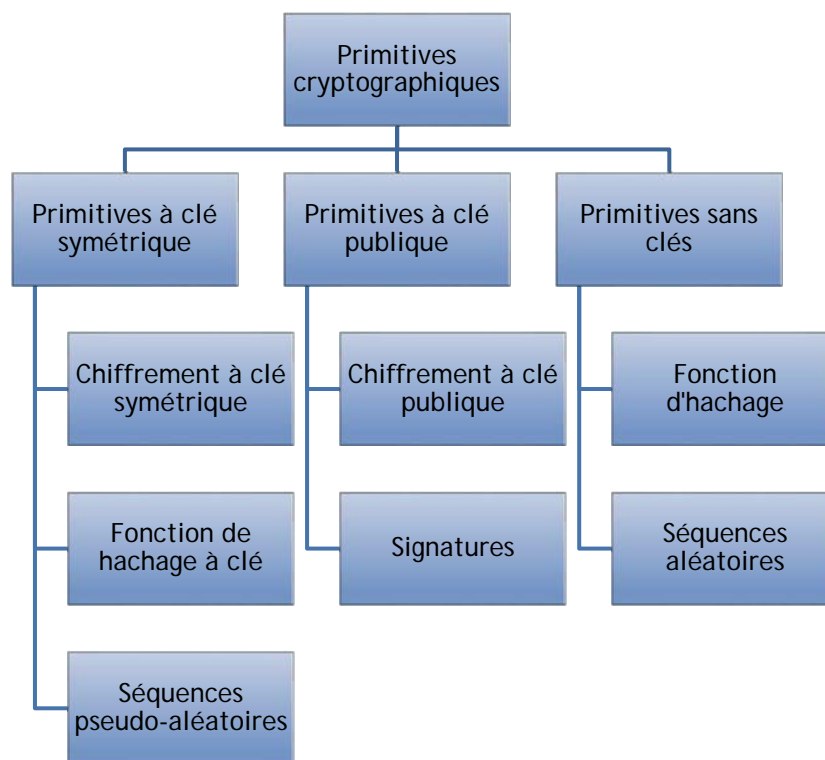 Primitives
cryptographiques
Primitives à clé
symétrique
Primitives à clé
publique
Primitives sans
clés
Chiffrement à clé
symétrique
Chiffrement à clé
publique
Fonction
d'hachage
Fonction de
hachage à clé
Signatures
Séquences
aléatoires
Séquences
pseudo-aléatoires